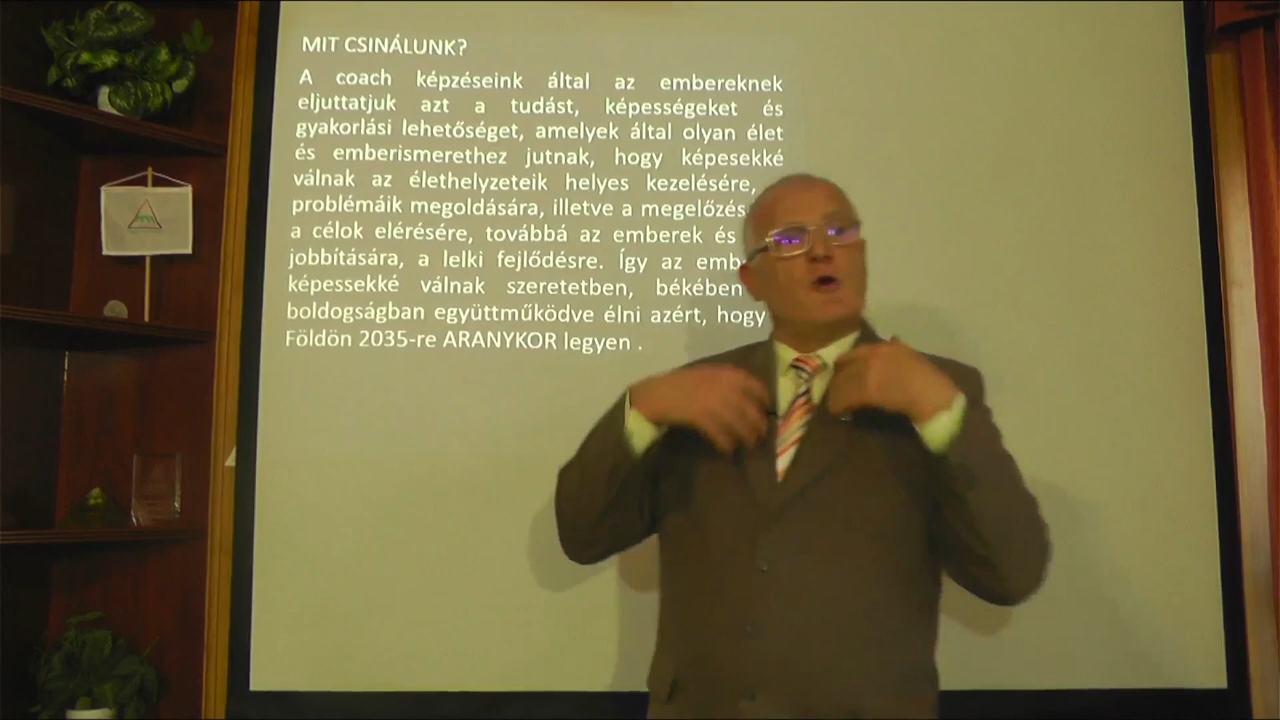 MIT CSINÁLUNK?
A coach képzéseink által az embereknek
eljuttatjuk azt a tudást, képességeket és
gyakorlási lehetőséget, amelyek által olyan élet
és emberismerethez jutnak, hogy képesekké
válnak az élethelyzeteik helyes kezelésére,
problémáik megoldására, illetve a
a célok elérésére, továbbá az emberek és
jobbítására, a lelki fejlődésre. Így az
képessekké válnak szeretetben, békében
boldogságban együttműködve élni azért, hogy
Földön 2035-re ARANYKOR legyen .